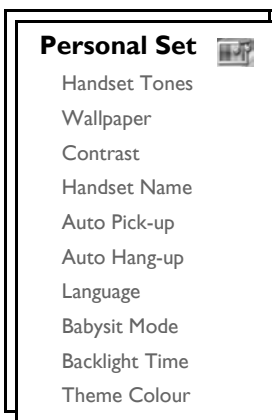 Personal Set
Handset Tones
Wallpaper
Contrast
Handset Name
Auto Pick-up
Auto Hang-up
Language
Babysit Mode
Backlight Time
Theme Colour